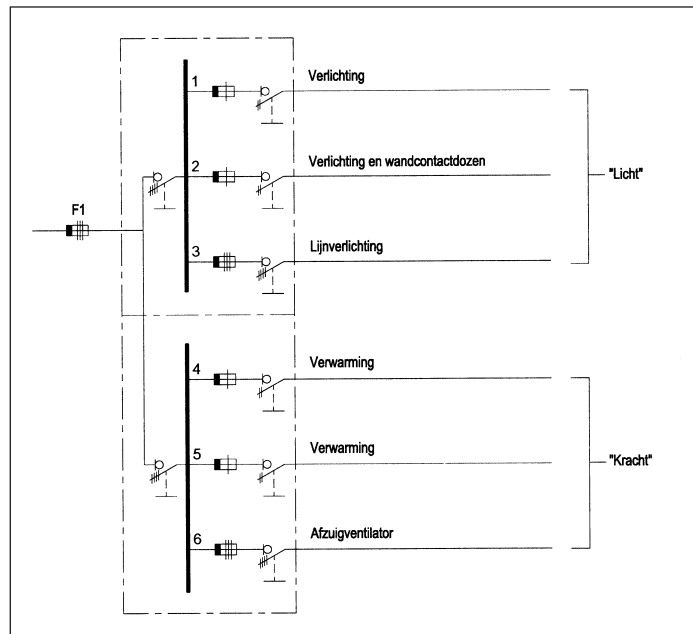 1
Verlichting
2
Verlichting en wandcontactdozen
"Licht"
F1
3
Lijnverlichting
4
Verwarming
5
Verwarming
"Kracht"
6
Afzuigventilator